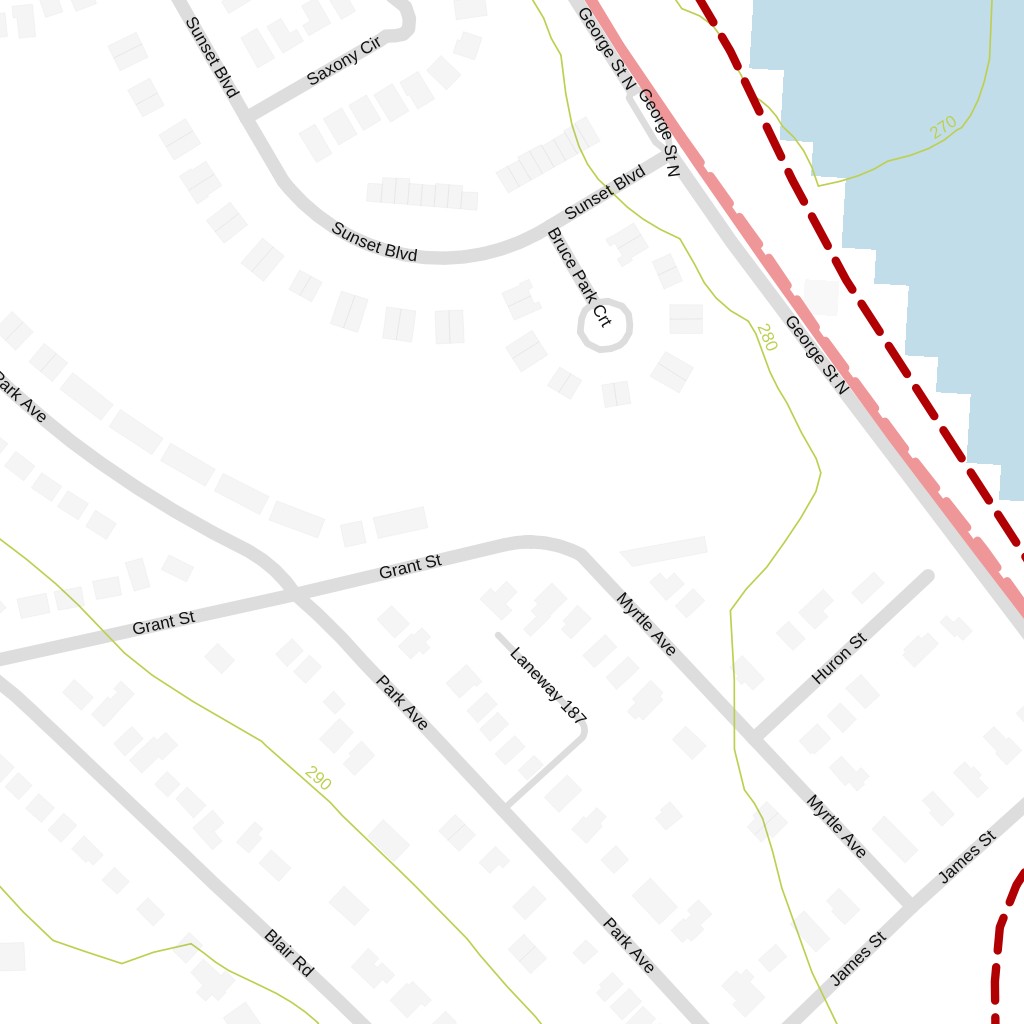 Sunset Blvd
Saxony Cir
George St N
George St N
270
Sunset Blvd
Sunset Blvd
Bruce Park Crt
280
George St N
Park Ave
Grant St
Grant St
Myrtle Ave
Huron St
Laneway 187
Park Ave
290
Myrtle Ave
James St
Park Ave
James St
Blair Rd